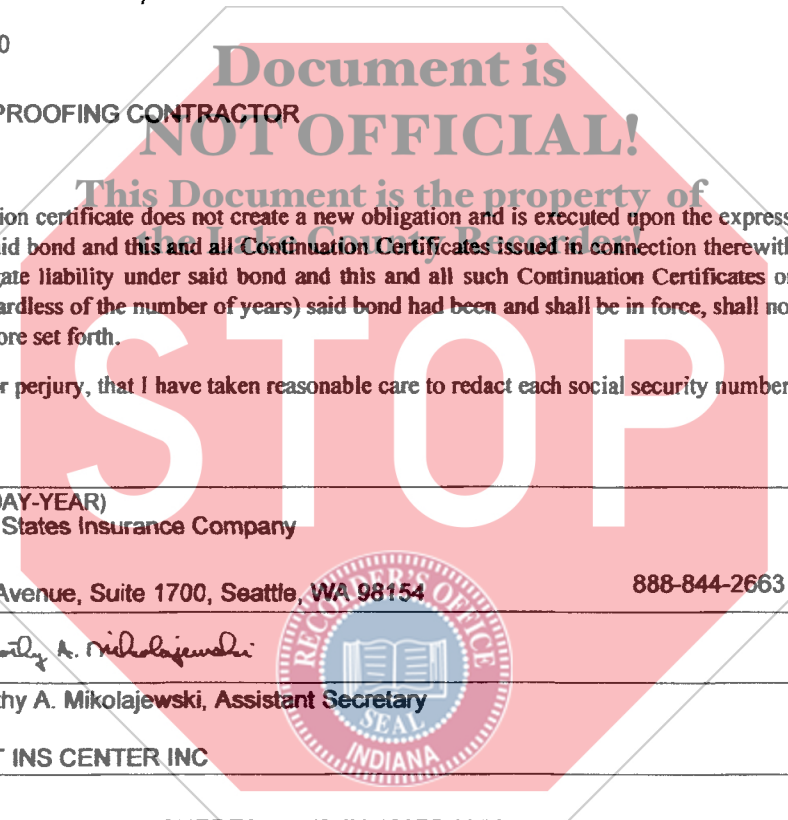 0
Document is
PROOFING CONTRACTOR
NOT OFFICIAL!
This Document is the property of
ion certificate does not create a new obligation and is executed upon the express
the Lake County Recorder!
id bond and this and all Continuation Certificates issued in connection therewith
ate liability under said bond and this and all such Continuation Certificates o
ardless of the number of years) said bond had been and shall be in force, shall no
ore set forth.
r perjury, that I have taken reasonable care to redact each social security number
STOP
DAY-YEAR)
States Insurance Company
Avenue, Suite 1700, Seattle, WA 98154 888-844-2663
A. Mikolajewski
thy A. Mikolajewski, Assistant Secretary
T INS CENTER INC
RECORDER'S OFFICE
SEAL
INDIANA